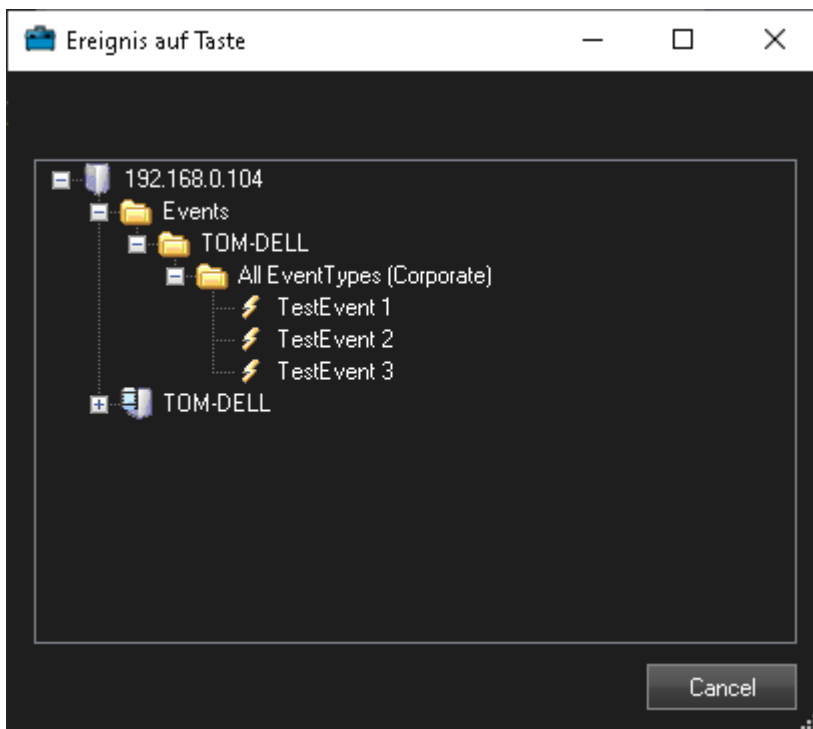 Ereignis auf Taste
192.168.0.104
Events
TOM-DELL
All EventTypes (Corporate)
TestEvent 1
TestEvent 2
TestEvent 3
TOM-DELL
Cancel